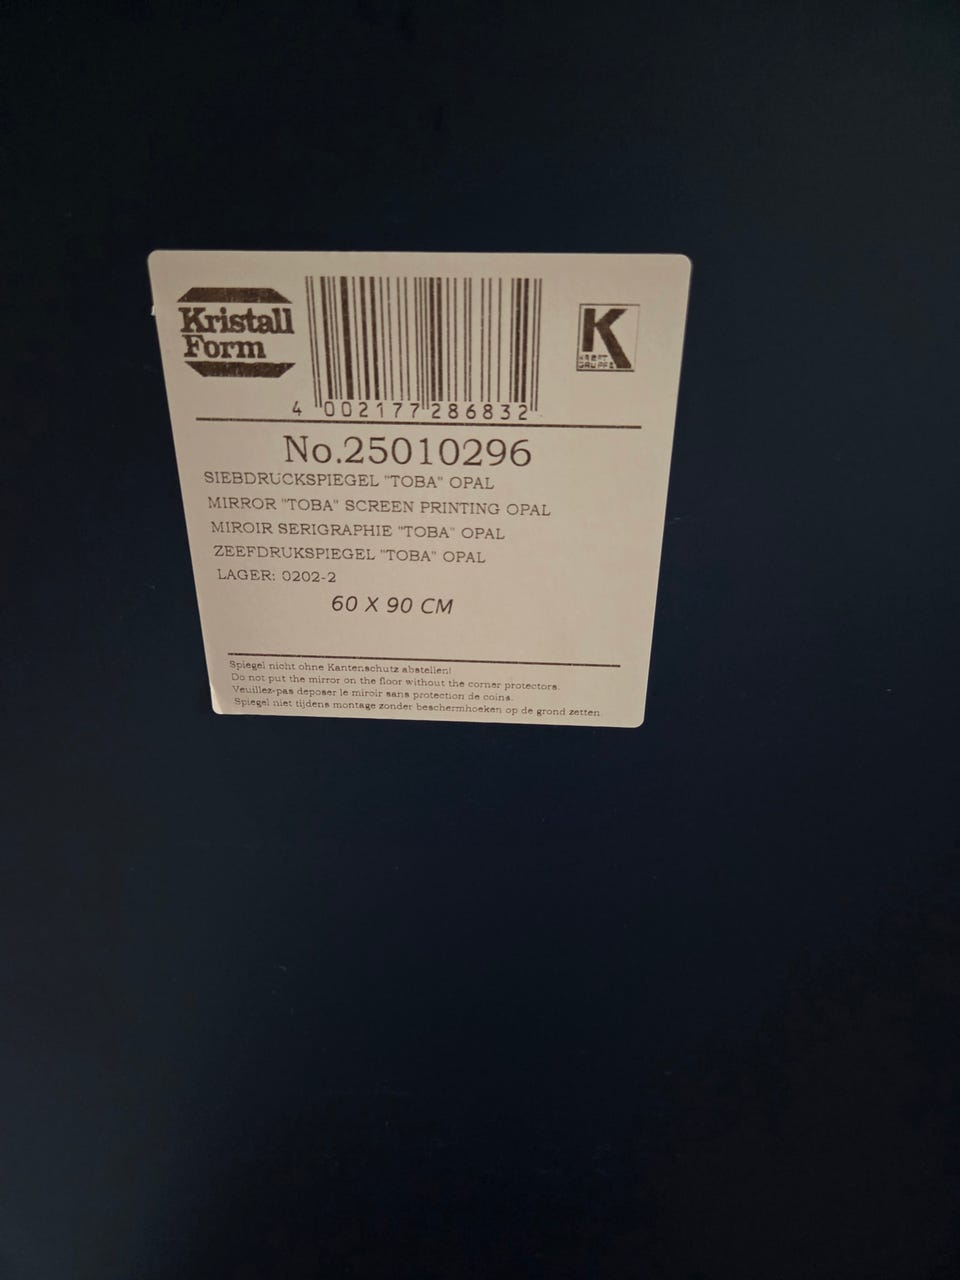 Kristall
Form
4 002177 286832
K
KREFT
GRUPPE
No.25010296
SIEBDRUCKSPIEGEL "TOBA" OPAL
MIRROR "TOBA" SCREEN PRINTING OPAL
MIROIR SERIGRAPHIE "TOBA" OPAL
ZEEFDRUKSPIEGEL "TOBA" OPAL
LAGER: 0202-2
60 X 90 CM
Spiegel nicht ohne Kantenschutz abstellen!
Do not put the mirror on the floor without the corner protectors.
Veuillez-pas deposer le miroir sans protection de coins.
Spiegel niet tijdens montage zonder beschermhoeken op de grond zetten